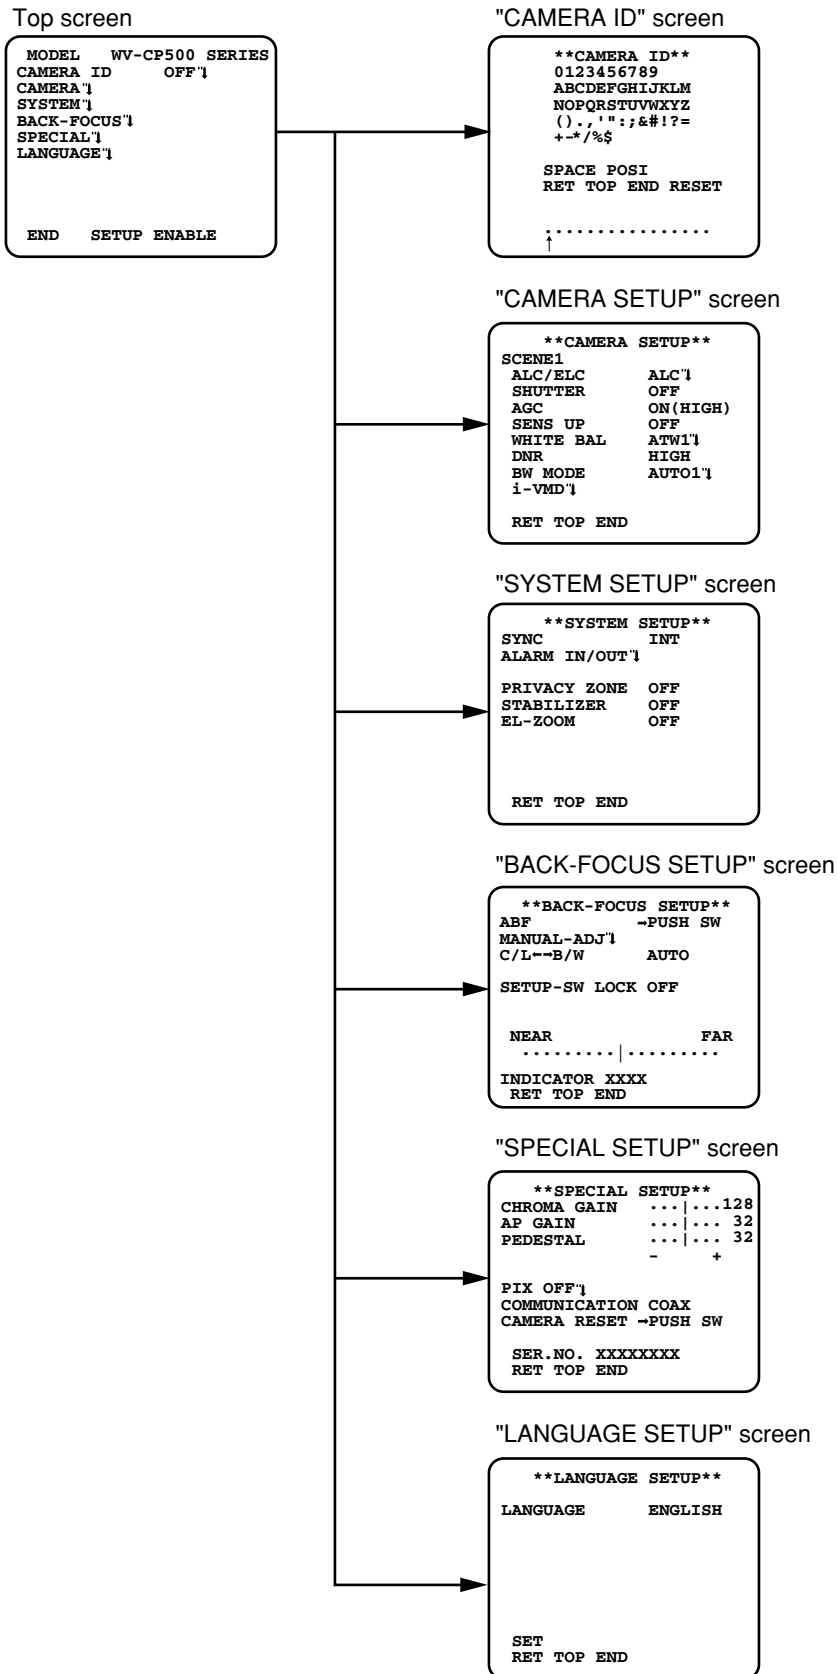 Top screen
MODEL WV-CP500 SERIES
CAMERA ID OFF
CAMERA
SYSTEM
BACK-FOCUS
SPECIAL
LANGUAGE
END SETUP ENABLE
"CAMERA ID" screen
**CAMERA ID**
0123456789
ABCDEFGHIJKLM
NOPQRSTUVWXYZ
().,'":;&#!?=
+-*/%$
SPACE POSI
RET TOP END RESET
................
↑
"CAMERA SETUP" screen
**CAMERA SETUP**
SCENE1
ALC/ELC ALC
SHUTTER OFF
AGC ON(HIGH)
SENS UP OFF
WHITE BAL ATW1
DNR HIGH
BW MODE AUTO1
i-VMD
RET TOP END
"SYSTEM SETUP" screen
**SYSTEM SETUP**
SYNC INT
ALARM IN/OUT
PRIVACY ZONE OFF
STABILIZER OFF
EL-ZOOM OFF
RET TOP END
"BACK-FOCUS SETUP" screen
**BACK-FOCUS SETUP**
ABF →PUSH SW
MANUAL-ADJ
C/L←→B/W AUTO
SETUP-SW LOCK OFF
NEAR FAR
.........|.........
INDICATOR XXXX
RET TOP END
"SPECIAL SETUP" screen
**SPECIAL SETUP**
CHROMA GAIN ...|...128
AP GAIN ...|... 32
PEDESTAL ...|... 32
- +
PIX OFF
COMMUNICATION COAX
CAMERA RESET →PUSH SW
SER.NO. XXXXXXXX
RET TOP END
"LANGUAGE SETUP" screen
**LANGUAGE SETUP**
LANGUAGE ENGLISH
SET
RET TOP END